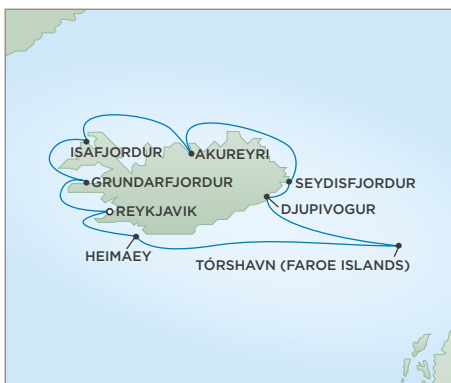 ISAFJORDUR
AKUREYRI
GRUNDARFJORDUR
SEYDISFJORDUR
REYKJAVIK
DJUPIVOGUR
HEIMAEY
TÓRSHAVN (FAROE ISLANDS)